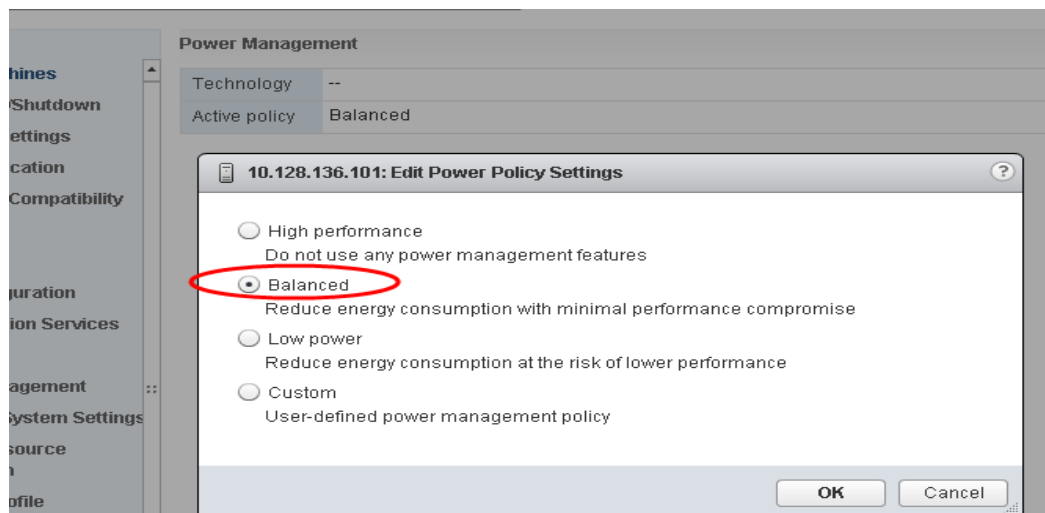 Power Management
hines
Technology --
/Shutdown
Active policy Balanced
ettings
cation
10.128.136.101: Edit Power Policy Settings ?
Compatibility
High performance
Do not use any power management features
Balanced
Reduce energy consumption with minimal performance compromise
juration
ion Services
Low power
Reduce energy consumption at the risk of lower performance
agement
Custom
User-defined power management policy
System Settings
source
ofile
OK Cancel